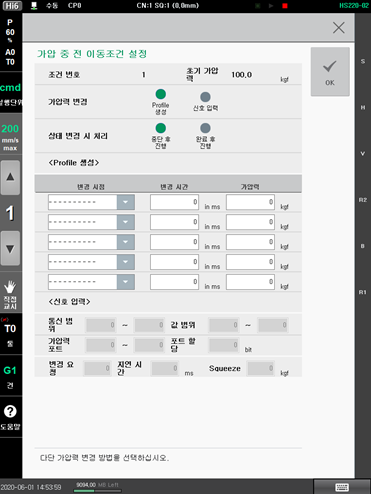 Hi6 수동 CP0 CN:1 SQ:1 (0,0mm) HS220-02
P
60
%
A0
T0
cmd
실행단위
200
mm/s
max
1
직접
교시
T0
툴
G1
건
도움말
가압 중 전 이동조건 설정
OK
조건 번호 1 초기 가압력 100,0 kgf
가압력 변경 Profile 생성 신호 입력
상태 변경 시 처리 중단 후 진행 완료 후 진행
<Profile 생성>
변경 시점 변경 시간 가압력
---------- 0 in ms 0 kgf
---------- 0 in ms 0 kgf
---------- 0 in ms 0 kgf
---------- 0 in ms 0 kgf
---------- 0 in ms 0 kgf
<신호 입력>
통신 범위 0 ~ 0 값 범위 0 ~ 0
가압력 포트 0 ~ 0 포트 할당 0 bit
변경 요청 0 지연 시간 0 ms Squeeze 0 kgf
다단 가압력 변경 방법을 선택하십시오.
S
H
V
R2
B
R1
2020-06-01 14:53:59 9094.00 MB Left